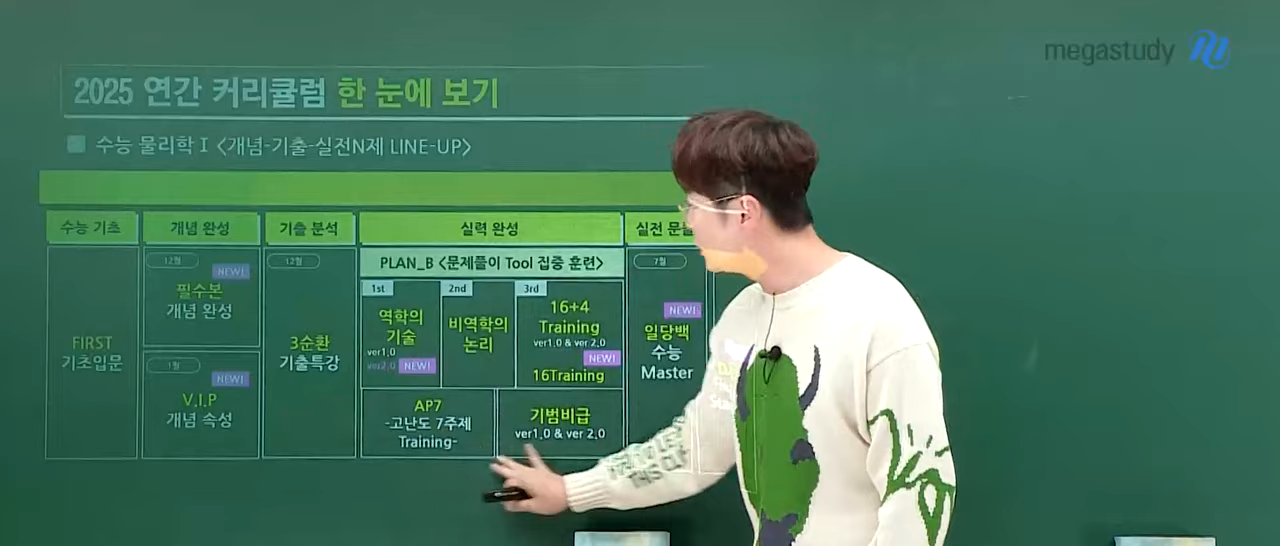 megastudy
2025 연간 커리큘럼 한 눈에 보기
수능 물리학 I <개념-기출-실전N제 LINE-UP>
수능 기초
개념 완성
기출 분석
실력 완성
실전 문
12월
NEW!
필수본
개념 완성
1월
NEW!
V.I.P
개념 속성
FIRST
기초입문
12월
3순환
기출특강
PLAN_B <문제풀이 Tool 집중 훈련>
1st
역학의
기술
ver1.0
ver2.0 NEW!
2nd
비역학의
논리
3rd
16+4
Training
ver1.0 & ver 2.0
NEW!
16Training
AP7
-고난도 7주제
Training-
기범비급
ver1.0 & ver 2.0
7월
NEW!
일당백
수능
Master